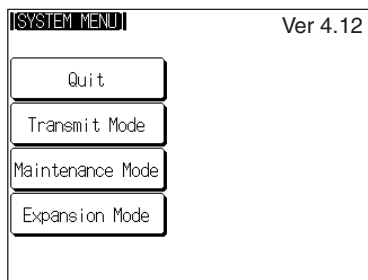 SYSTEM MENU
Ver 4.12
Quit
Transmit Mode
Maintenance Mode
Expansion Mode